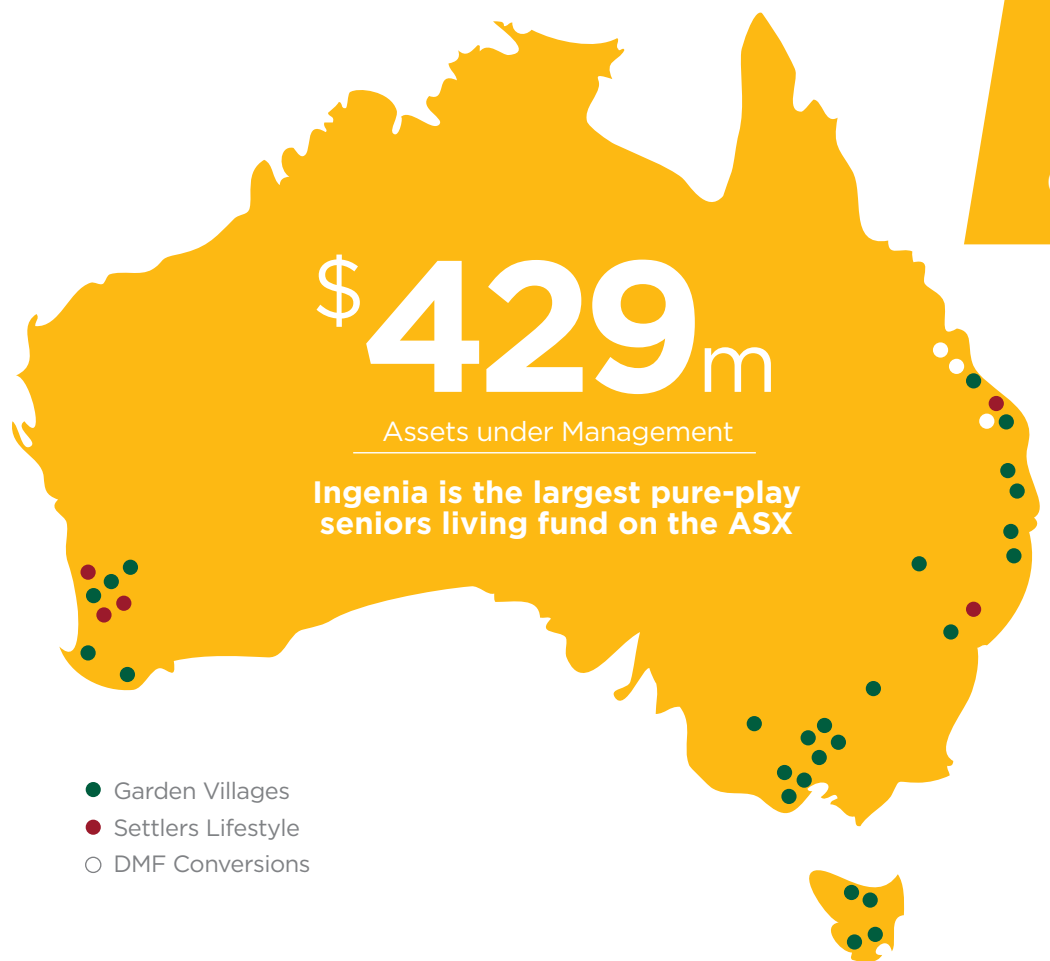 $429m
Assets under Management
Ingenia is the largest pure-play
seniors living fund on the ASX
Garden Villages
Settlers Lifestyle
DMF Conversions